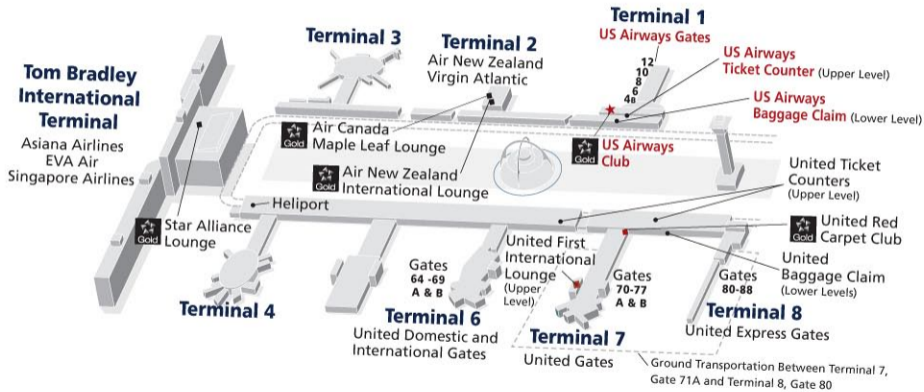 Terminal 1
US Airways Gates
12
10
8
6
4B
US Airways
Ticket Counter (Upper Level)
US Airways
Baggage Claim (Lower Level)
Gold
US Airways
Club
Terminal 2
Air New Zealand
Virgin Atlantic
Terminal 3
Tom Bradley
International
Terminal
Asiana Airlines
EVA Air
Singapore Airlines
Gold
Air Canada
Maple Leaf Lounge
Gold
Air New Zealand
International Lounge
United Ticket
Counters
(Upper Level)
Heliport
Gold
Star Alliance
Lounge
Gold
United Red
Carpet Club
United
Baggage Claim
(Lower Levels)
United First
International
Lounge
(Upper
Level)
Gates
64 -69
A & B
Gates
70-77
A & B
Gates
80-88
Terminal 4
Terminal 6
United Domestic and
International Gates
Terminal 7
United Gates
Terminal 8
United Express Gates
Ground Transportation Between Terminal 7,
Gate 71A and Terminal 8, Gate 80